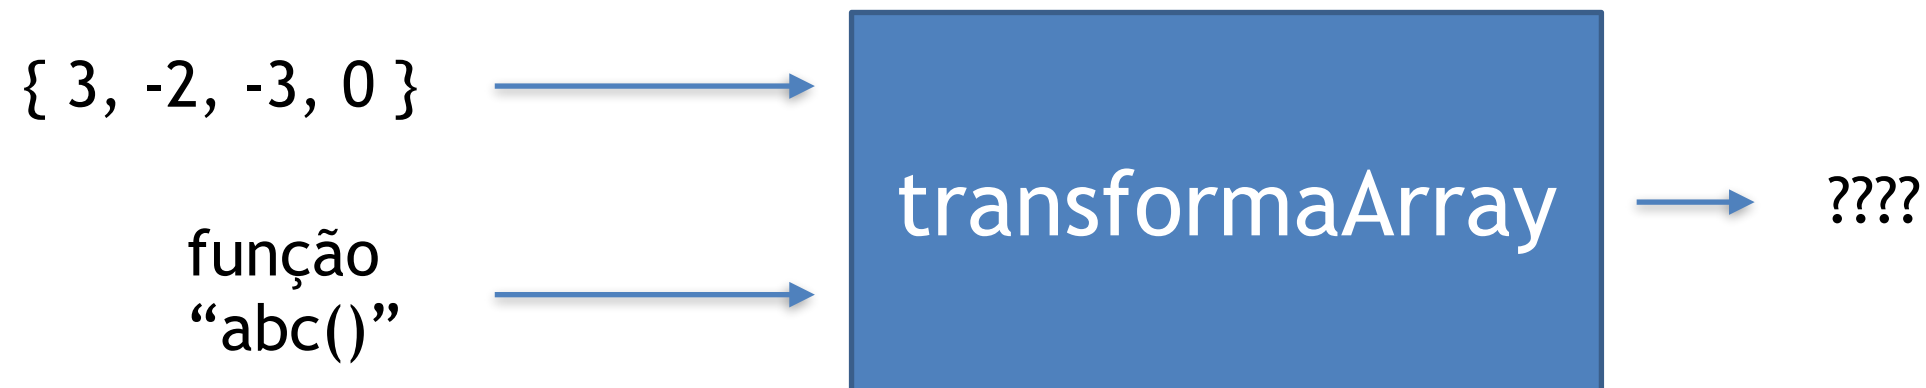 { 3, -2, -3, 0 }
função
“abc()”
transformaArray
????